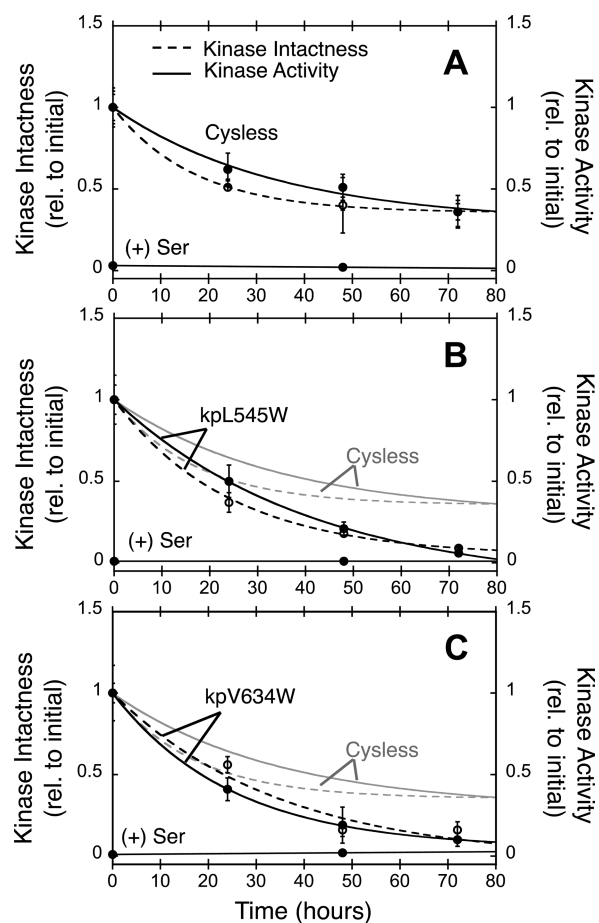 1.5
1
0.5
0
Kinase Intactness
(rel. to initial)
Kinase Intactness
Kinase Activity
A
Cysless
(+) Ser
1.5
1
0.5
0
Kinase Activity
(rel. to initial)
0 10 20 30 40 50 60 70 80
1.5
1
0.5
0
Kinase Intactness
(rel. to initial)
B
kpL545W
Cysless
(+) Ser
1.5
1
0.5
0
Kinase Activity
(rel. to initial)
0 10 20 30 40 50 60 70 80
1.5
1
0.5
0
Kinase Intactness
(rel. to initial)
C
kpV634W
Cysless
(+) Ser
1.5
1
0.5
0
Kinase Activity
(rel. to initial)
0 10 20 30 40 50 60 70 80
Time (hours)